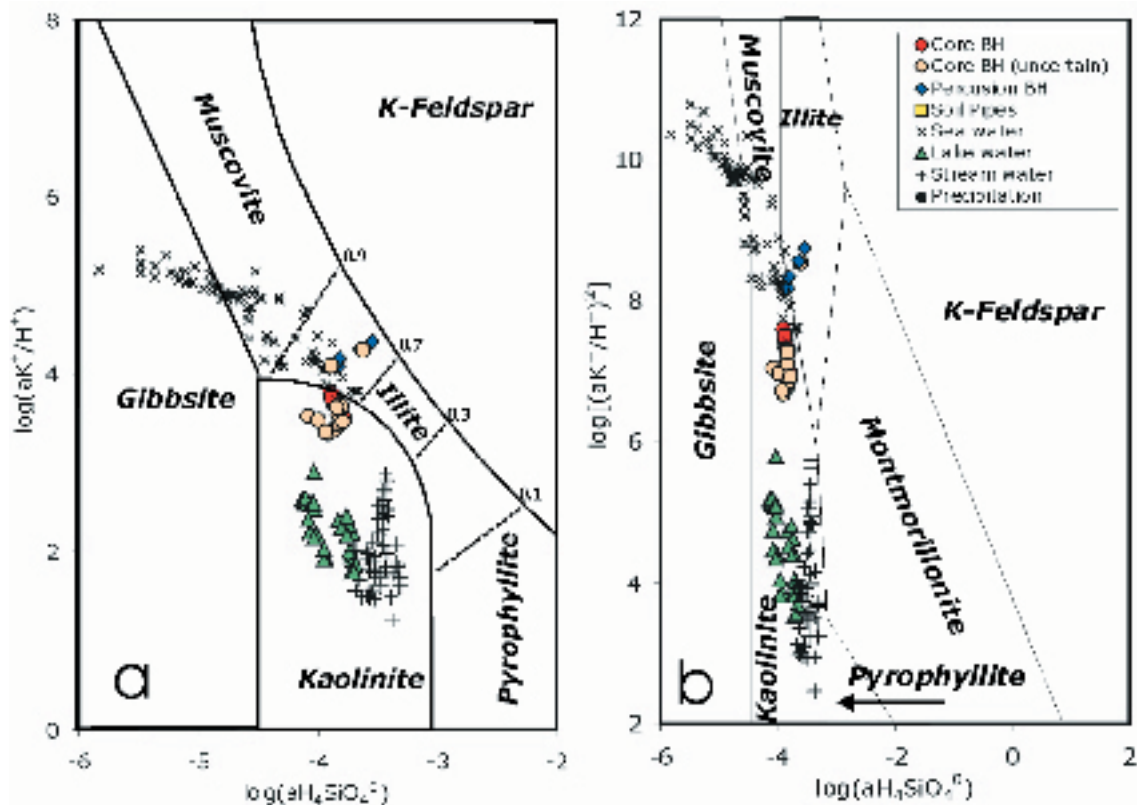 8
6
4
2
0
-6
-5
-4
-3
-2
log(aK⁺/H⁺)
log(aH₄SiO₄⁰)
Muscovite
K-Feldspar
Gibbsite
Illite
Kaolinite
Pyrophyllite
0.9
0.7
0.3
0.1
a
12
10
8
6
4
2
-6
-4
-2
0
2
Muscovite
Illite
K-Feldspar
Gibbsite
Montmorillonite
Kaolinite
Pyrophyllite
b
Core BH
Core BH (uncertain)
Percusion BH
Soil Pipes
Sea water
Lake water
Stream water
Precipitation